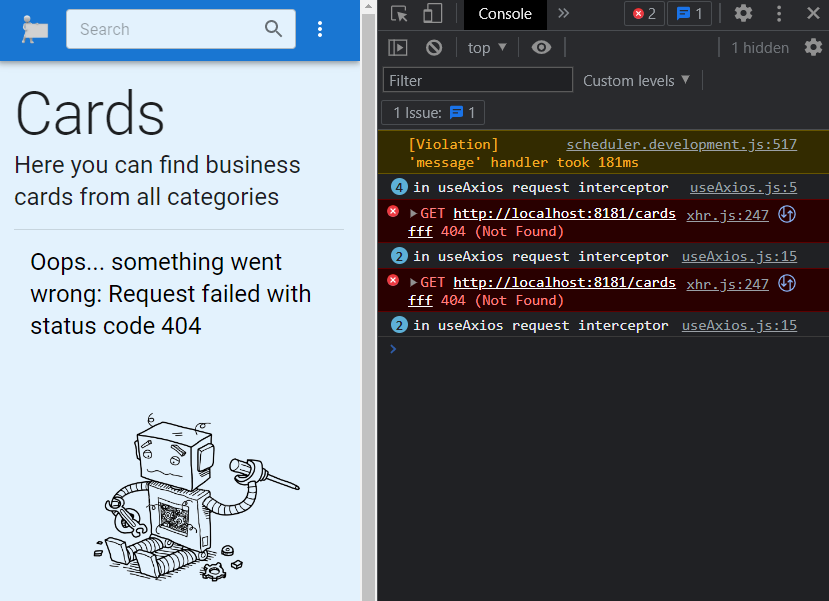 Search
Cards
Here you can find business
cards from all categories
Oops... something went
wrong: Request failed with
status code 404
Console
2
1
top
1 hidden
Filter
Custom levels
1 Issue: 1
[Violation] scheduler.development.js:517
'message' handler took 181ms
4 in useAxios request interceptor useAxios.js:5
GET http://localhost:8181/cards xhr.js:247
fff 404 (Not Found)
2 in useAxios request interceptor useAxios.js:15
GET http://localhost:8181/cards xhr.js:247
fff 404 (Not Found)
2 in useAxios request interceptor useAxios.js:15